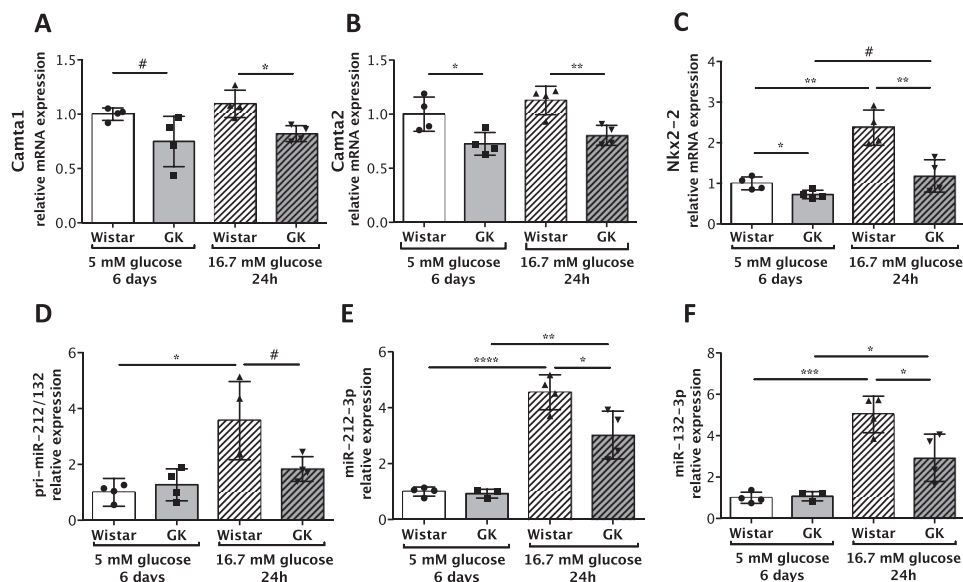 A
Camta1
relative mRNA expression
1.5
1.0
0.5
0.0
#
*
Wistar GK Wistar GK
5 mM glucose 16.7 mM glucose
6 days 24h
B
Camta2
relative mRNA expression
1.5
1.0
0.5
0.0
*
**
Wistar GK Wistar GK
5 mM glucose 16.7 mM glucose
6 days 24h
C
Nkx2-2
relative mRNA expression
4
3
2
1
0
#
**
**
*
Wistar GK Wistar GK
5 mM glucose 16.7 mM glucose
6 days 24h
D
pri-miR-212/132
relative expression
6
4
2
0
*
#
Wistar GK Wistar GK
5 mM glucose 16.7 mM glucose
6 days 24h
E
miR-212-3p
relative expression
6
4
2
0
**
****
*
Wistar GK Wistar GK
5 mM glucose 16.7 mM glucose
6 days 24h
F
miR-132-3p
relative expression
8
6
4
2
0
*
***
*
Wistar GK Wistar GK
5 mM glucose 16.7 mM glucose
6 days 24h